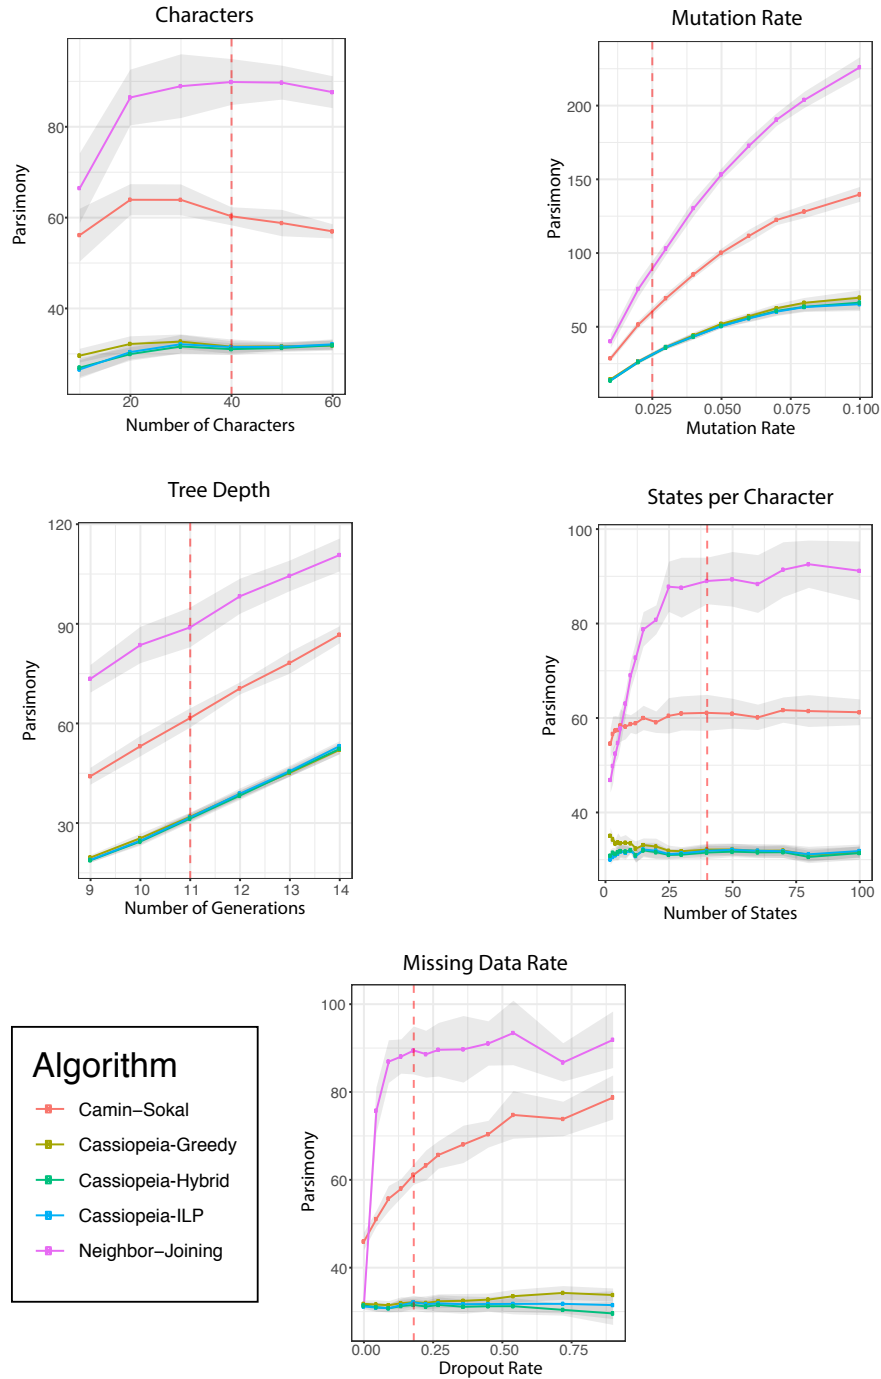 Characters
Parsimony
80
60
40
20
40
60
Number of Characters
Mutation Rate
Parsimony
200
150
100
50
0.025
0.050
0.075
0.100
Mutation Rate
Tree Depth
Parsimony
120
90
60
30
9
10
11
12
13
14
Number of Generations
States per Character
Parsimony
100
80
60
40
0
25
50
75
100
Number of States
Missing Data Rate
Parsimony
100
80
60
40
0.00
0.25
0.50
0.75
Dropout Rate
Algorithm
Camin−Sokal
Cassiopeia-Greedy
Cassiopeia-Hybrid
Cassiopeia-ILP
Neighbor−Joining